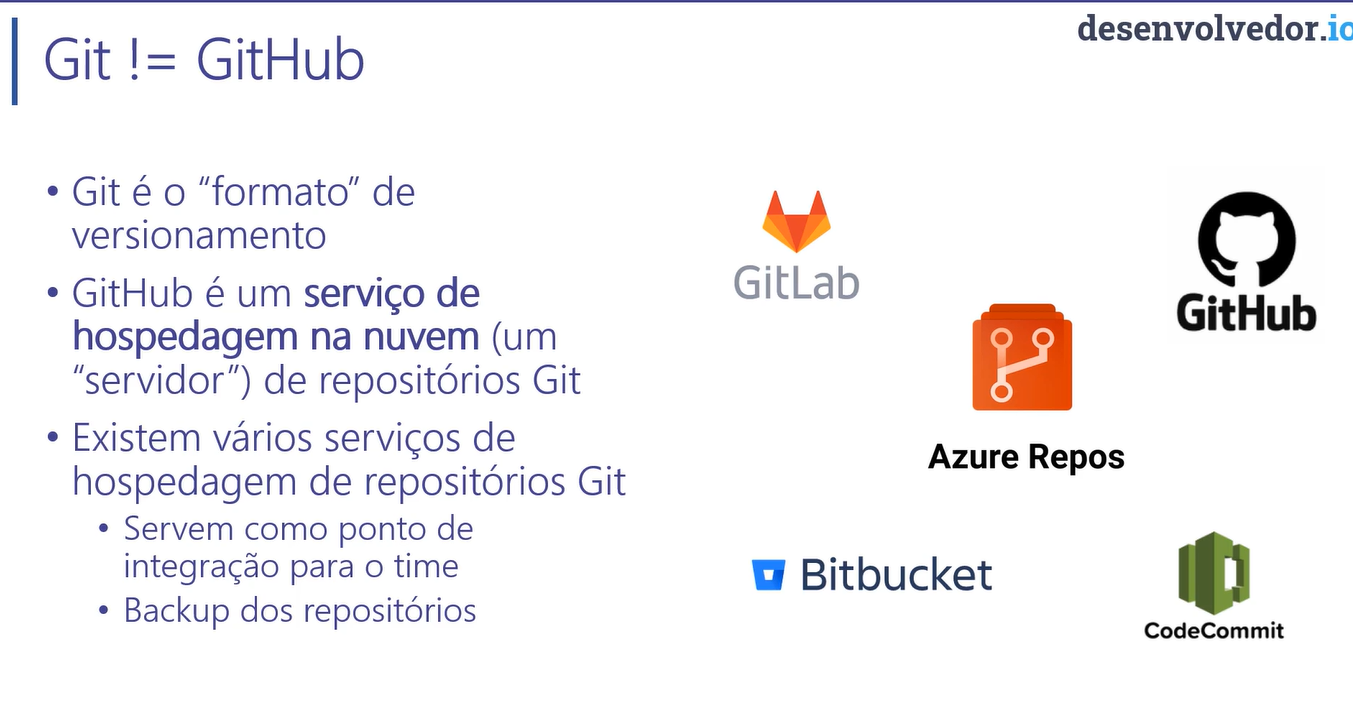 desenvolvedor.io
Git != GitHub
• Git é o “formato” de
versionamento
• GitHub é um serviço de
hospedagem na nuvem (um
“servidor”) de repositórios Git
• Existem vários serviços de
hospedagem de repositórios Git
• Servem como ponto de
integração para o time
• Backup dos repositórios
GitLab
GitHub
Azure Repos
Bitbucket
CodeCommit